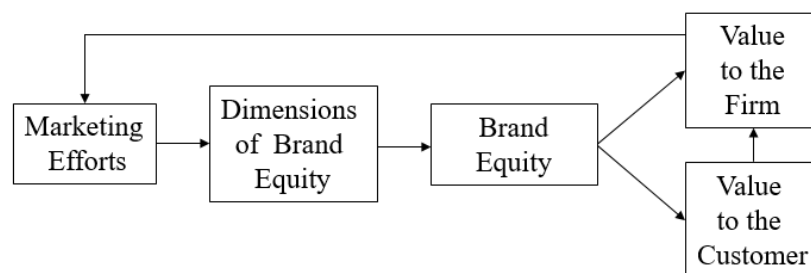 Marketing
Efforts
Dimensions
of Brand
Equity
Brand
Equity
Value
to the
Firm
Value
to the
Customer